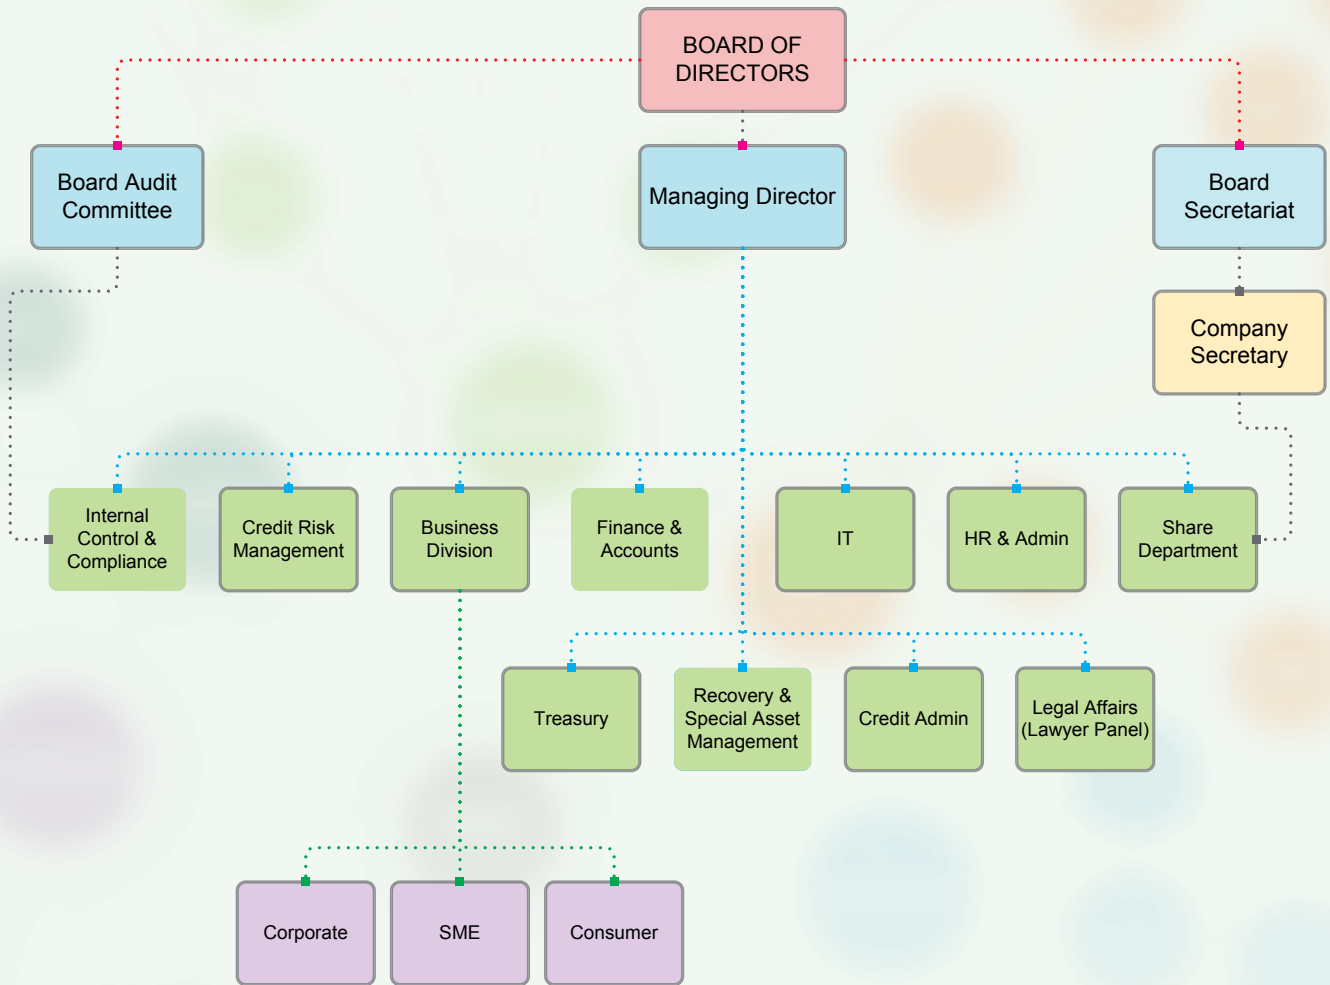 BOARD OF
DIRECTORS
Board Audit
Committee
Managing Director
Board
Secretariat
Company
Secretary
Internal
Control &
Compliance
Credit Risk
Management
Business
Division
Finance &
Accounts
IT
HR & Admin
Share
Department
Treasury
Recovery &
Special Asset
Management
Credit Admin
Legal Affairs
(Lawyer Panel)
Corporate
SME
Consumer